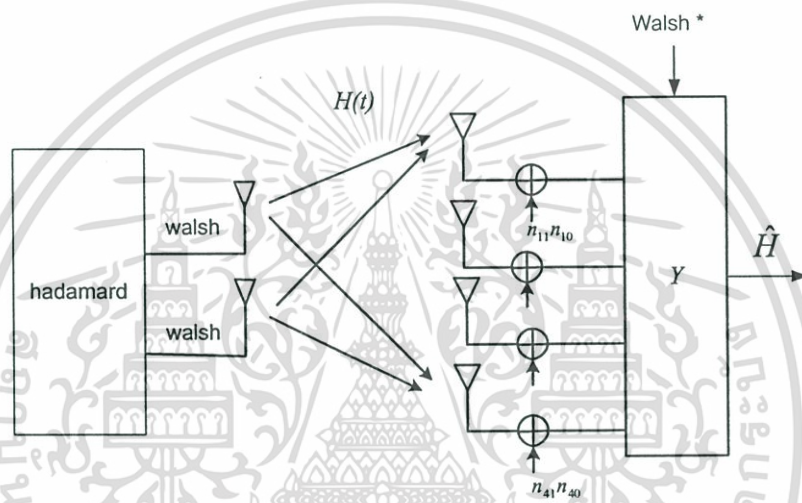 Walsh *
H(t)
walsh
n₁₁n₁₀
hadamard
Y
Ĥ
walsh
n₄₁n₄₀